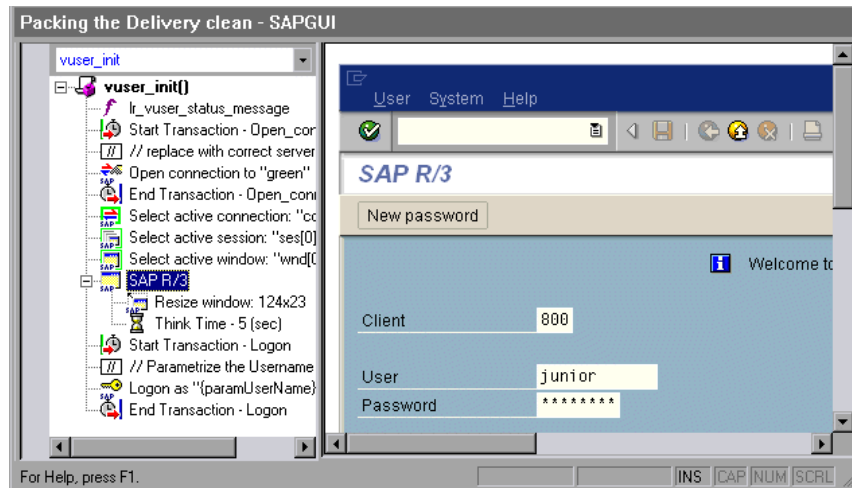 Packing the Delivery clean - SAPGUI
vuser_init
vuser_init()
lr_vuser_status_message
Start Transaction - Open_con
// replace with correct server
Open connection to "green"
End Transaction - Open_conn
Select active connection: "co
Select active session: "ses[0]
Select active window: "wnd[0
SAP R/3
Resize window: 124x23
Think Time - 5 (sec)
Start Transaction - Logon
// Parametrize the Username
Logon as "{paramUserName}
End Transaction - Logon
User System Help
SAP R/3
New password
Welcome to
Client 800
User junior
Password ********
For Help, press F1.
INS CAP NUM SCRL